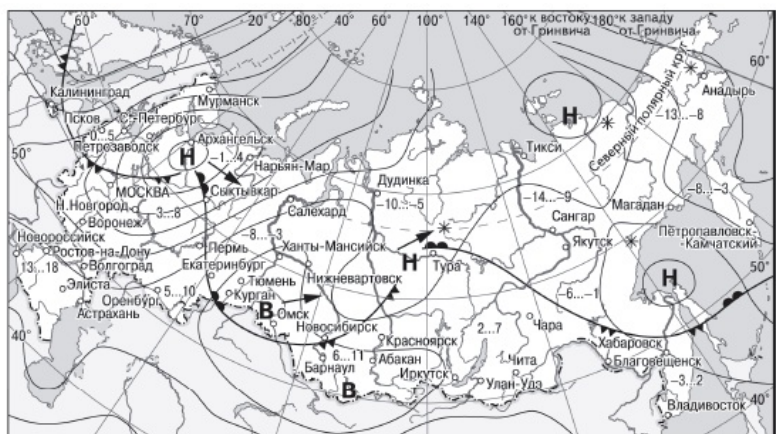 60° 70° 20° 80° 40° 60° 100° 140° 160° к востоку 180° к западу
от Гринвича от Гринвича
60°
Калининград
Мурманск
Северный полярный круг
Анадырь
Псков С.-Петербург
Н
–13...–8
0...5
Архангельск
Петрозаводск
Н
–1...4
Нарьян-Мар
Тикси
50°
Дудинка
МОСКВА
Сыктывкар
–10...–5
–14...–9
–8...–3
Н.Новгород
3...8
Салехард
Магадан
Воронеж
Сангар
Петропавловск-
Камчатский
Новороссийск
–8...3
Ханты-Мансийск
Якутск
Ростов-на-Дону
Пермь
Н
Тура
50°
13...18
Волгоград
Екатеринбург
Нижневартовск
Н
Элиста
Тюмень
–6...–1
Оренбург
5...10
Курган
В
Омск
Астрахань
Новосибирск
2...7
Чара
40°
Красноярск
Хабаровск
6...11
Абакан
Чита
Благовещенск
Барнаул
Иркутск
Улан-Удэ
–3...2
40°
В
Владивосток